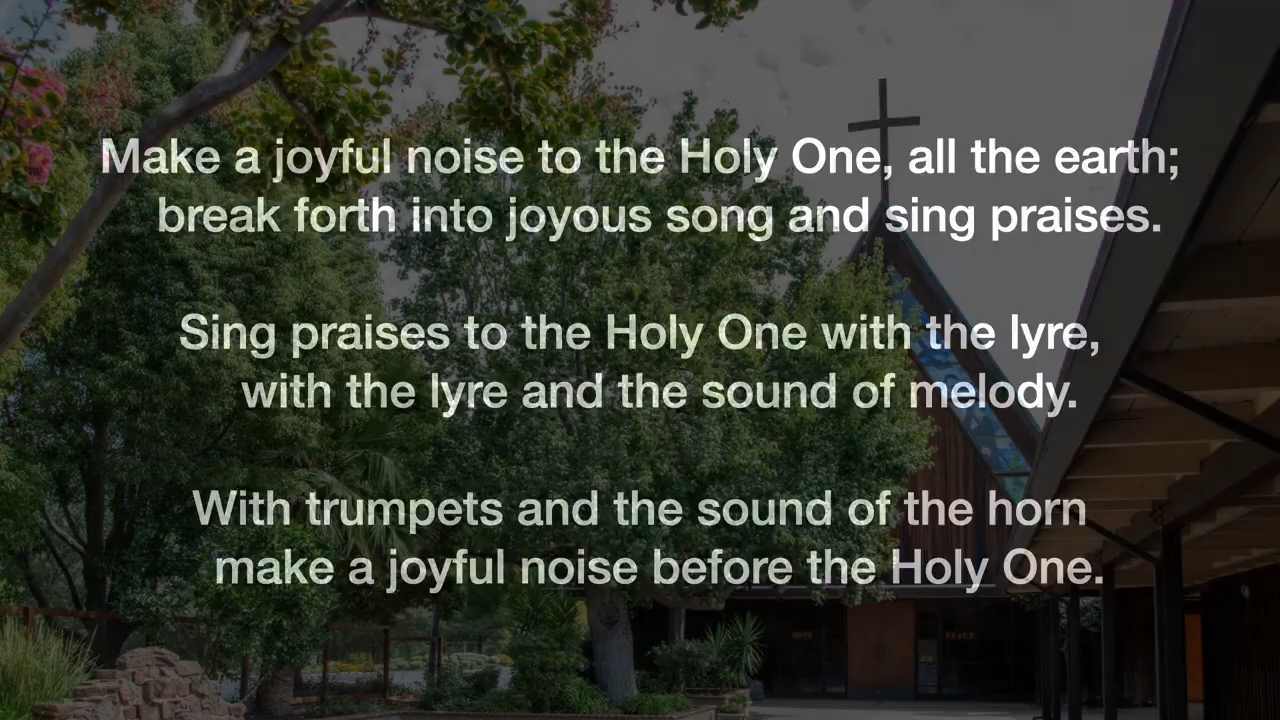 Make a joyful noise to the Holy One, all the earth;
break forth into joyous song and sing praises.
Sing praises to the Holy One with the lyre,
with the lyre and the sound of melody.
With trumpets and the sound of the horn
make a joyful noise before the Holy One.
PEACE